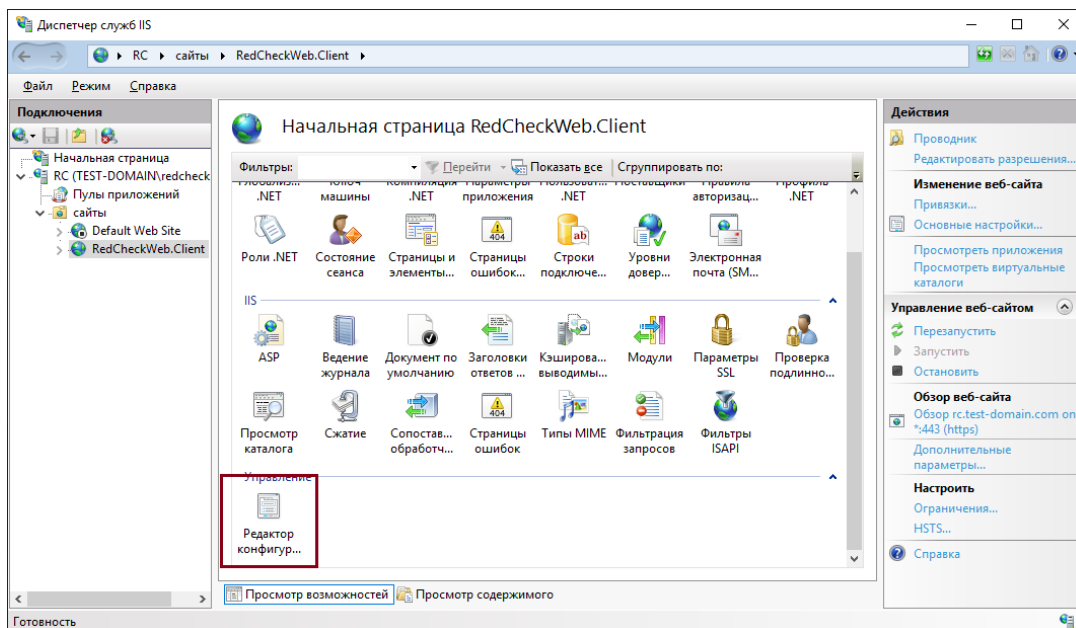 Диспетчер служб IIS
RC сайты RedCheckWeb.Client
Файл Режим Справка
Подключения
Начальная страница
RC (TEST-DOMAIN\redcheck
Пулы приложений
сайты
Default Web Site
RedCheckWeb.Client
Начальная страница RedCheckWeb.Client
Фильтры: Перейти Показать все Сгруппировать по:
.NET машины .NET приложения .NET авторизац... .NET
Роли .NET Состояние Страницы и Страницы Строки Уровни Электронная
сеанса элементы... ошибок... подключе... довер... почта (SM...
IIS
ASP Ведение Документ по Заголовки Кэширова... Модули Параметры Проверка
журнала умолчанию ответов ... выводимы... SSL подлинно...
Просмотр Сжатие Сопостав... Страницы Типы MIME Фильтрация Фильтры
каталога обработч... ошибок запросов ISAPI
Управление
Редактор
конфигур...
Просмотр возможностей Просмотр содержимого
Действия
Проводник
Редактировать разрешения...
Изменение веб-сайта
Привязки...
Основные настройки...
Просмотреть приложения
Просмотреть виртуальные
каталоги
Управление веб-сайтом
Перезапустить
Запустить
Остановить
Обзор веб-сайта
Обзор rc.test-domain.com on
*:443 (https)
Дополнительные
параметры...
Настроить
Ограничения...
HSTS...
Справка
Готовность